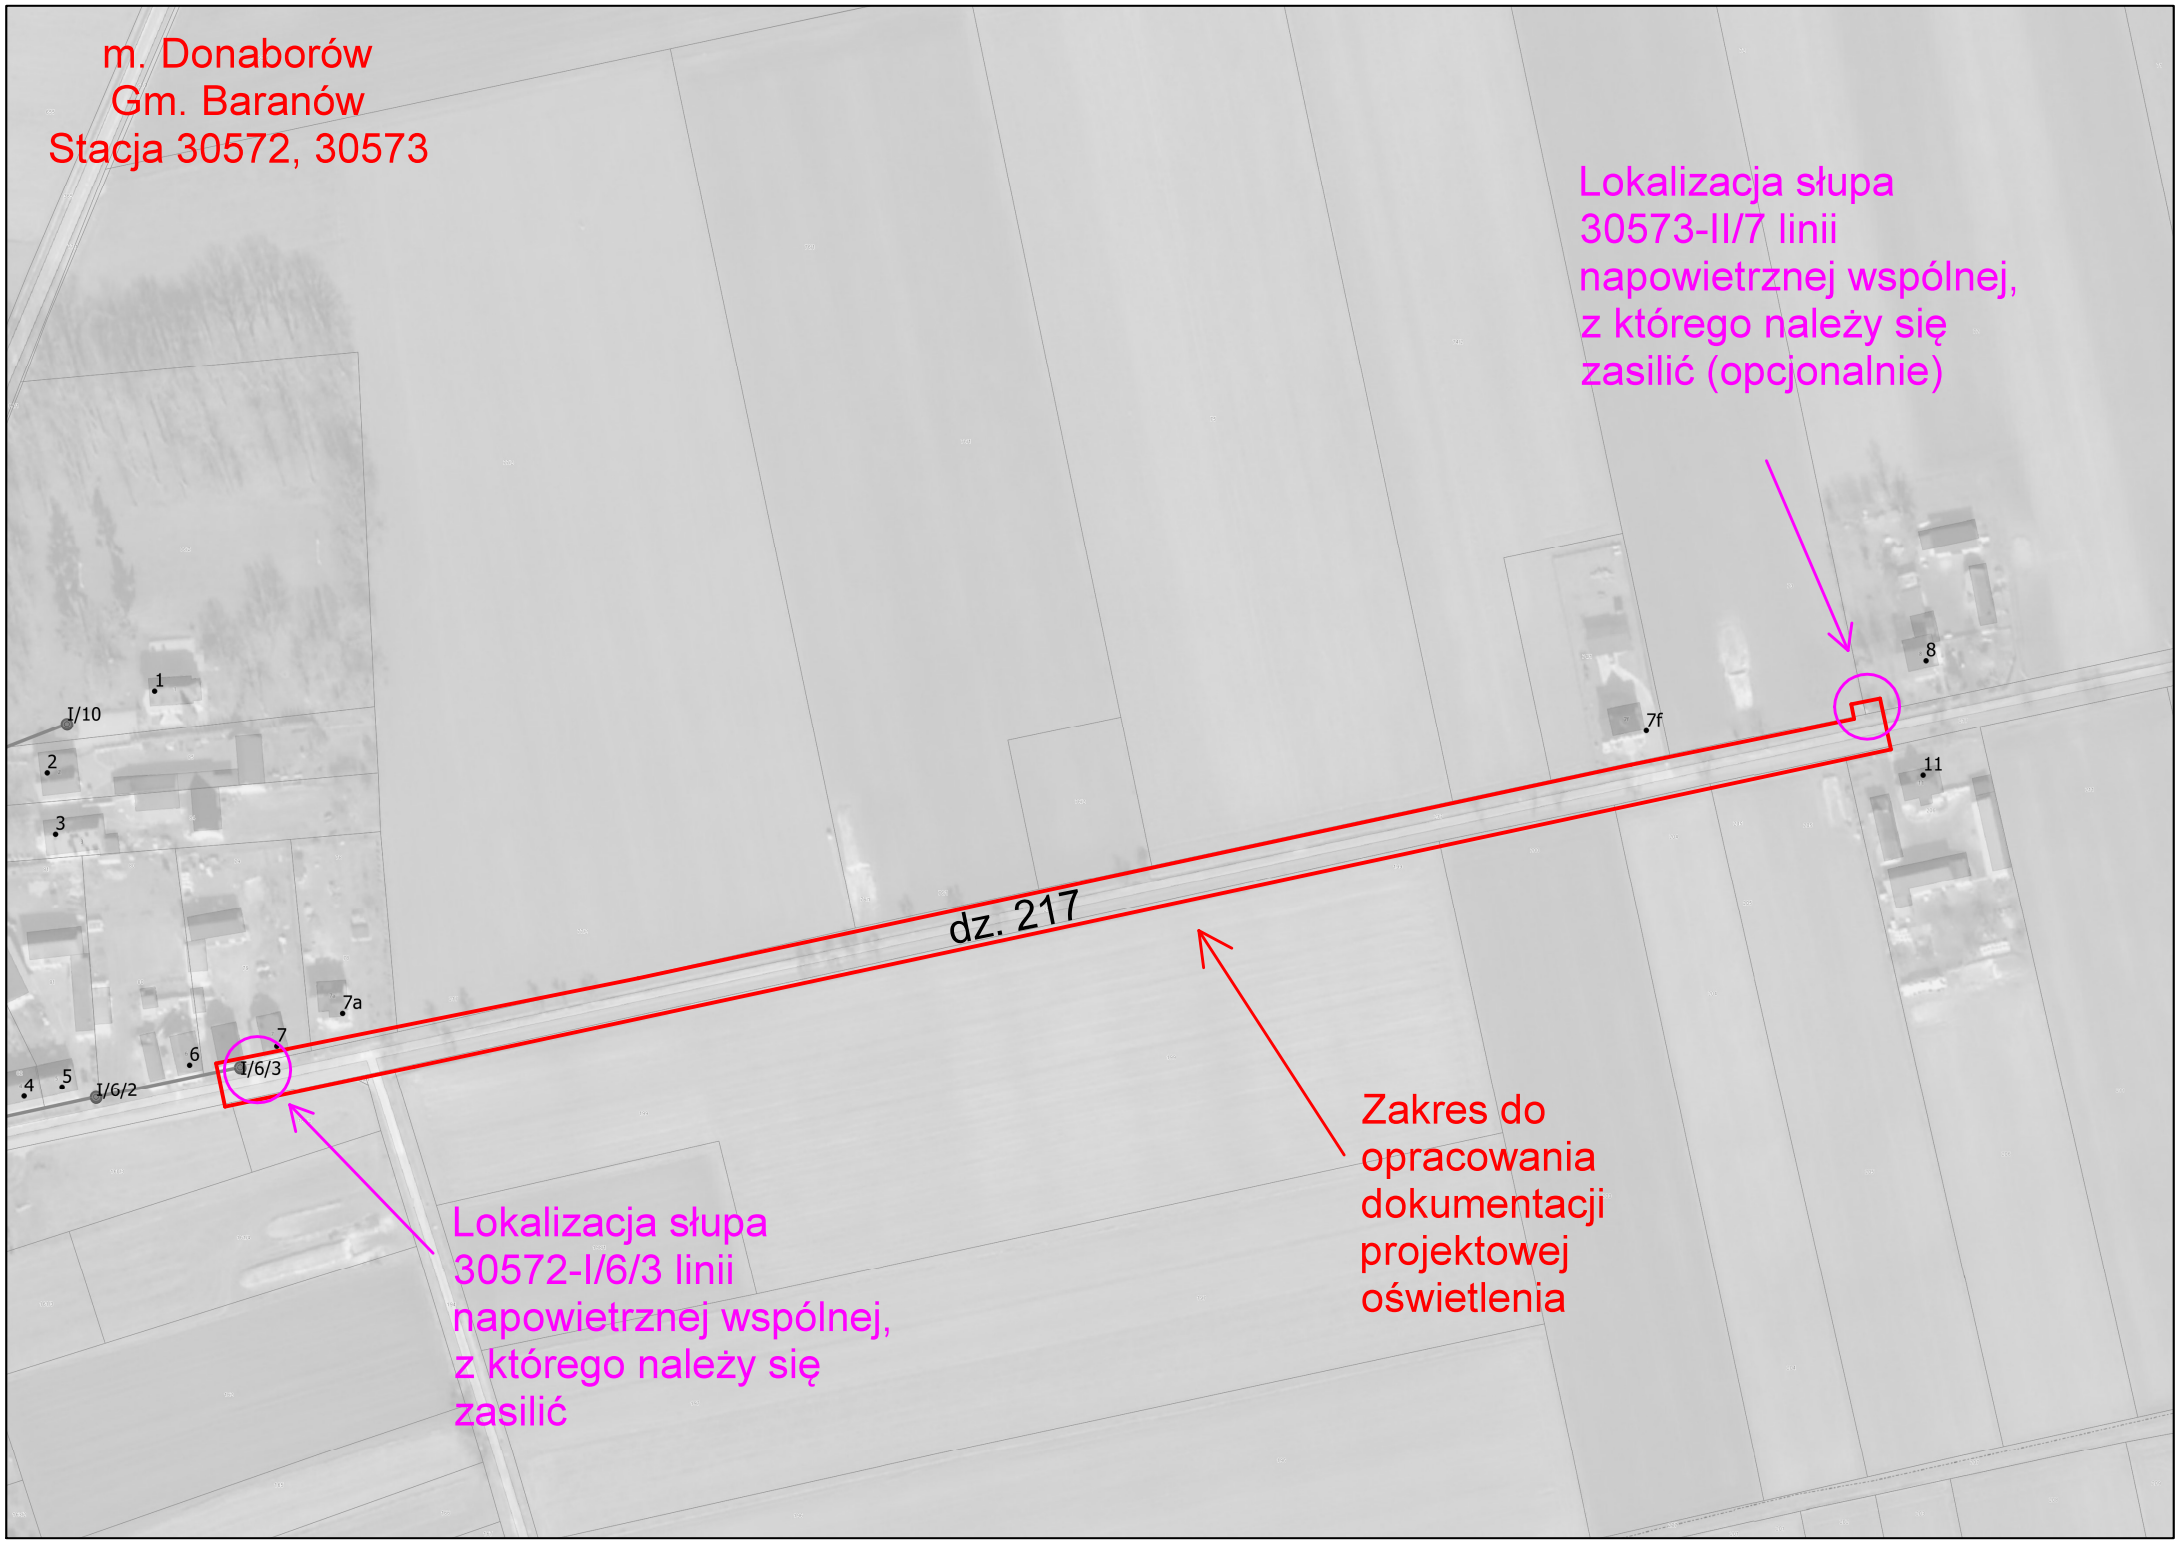 m. Donaborów
Gm. Baranów
Stacja 30572, 30573
Lokalizacja słupa
30573-II/7 linii
napowietrznej wspólnej,
z którego należy się
zasilić (opcjonalnie)
8
1
I/10
7f
2
11
3
dz. 217
7a
7
6
I/6/3
5
4
I/6/2
Zakres do
opracowania
dokumentacji
projektowej
oświetlenia
Lokalizacja słupa
30572-I/6/3 linii
napowietrznej wspólnej,
z którego należy się
zasilić